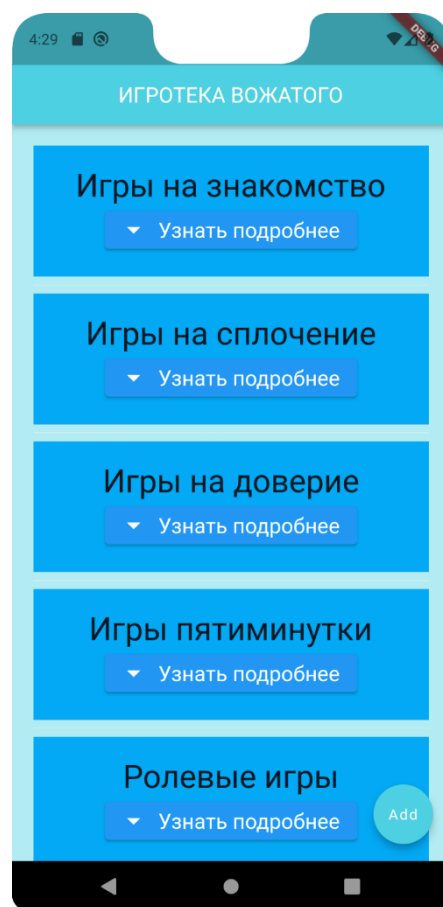 4:29
DEBUG
ИГРОТЕКА ВОЖАТОГО
Игры на знакомство
Узнать подробнее
Игры на сплочение
Узнать подробнее
Игры на доверие
Узнать подробнее
Игры пятиминутки
Узнать подробнее
Ролевые игры
Узнать подробнее
Add